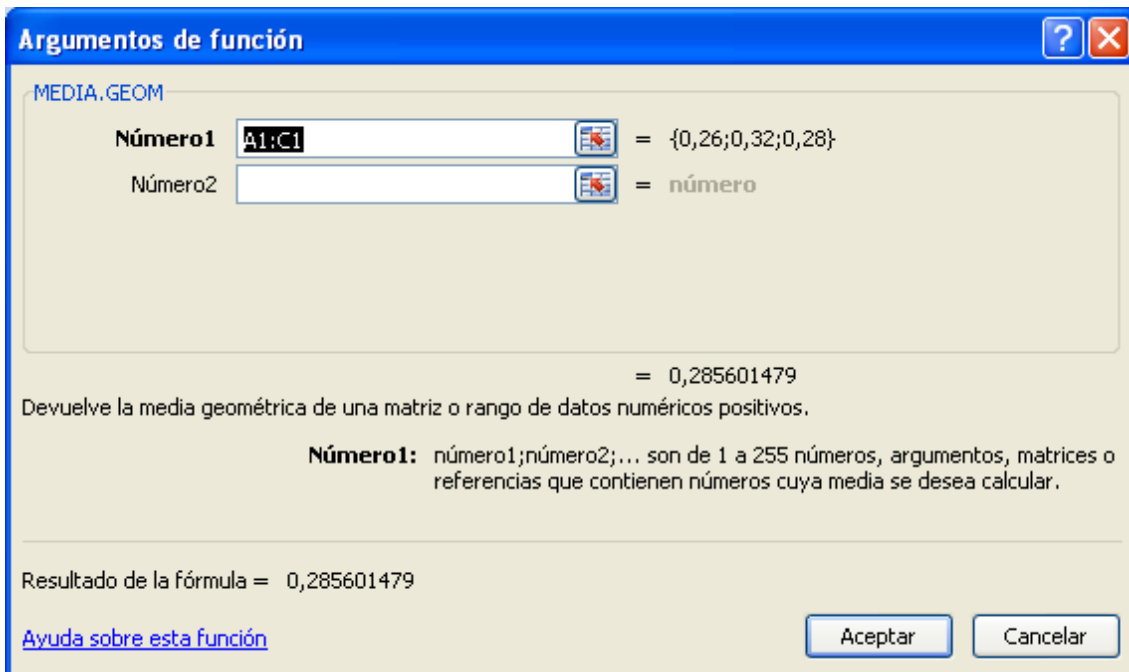 Argumentos de función
MEDIA.GEOM
Número1 A1:C1 = {0,26;0,32;0,28}
Número2 = número
= 0,285601479
Devuelve la media geométrica de una matriz o rango de datos numéricos positivos.
Número1: número1;número2;... son de 1 a 255 números, argumentos, matrices o
referencias que contienen números cuya media se desea calcular.
Resultado de la fórmula = 0,285601479
Ayuda sobre esta función Aceptar Cancelar